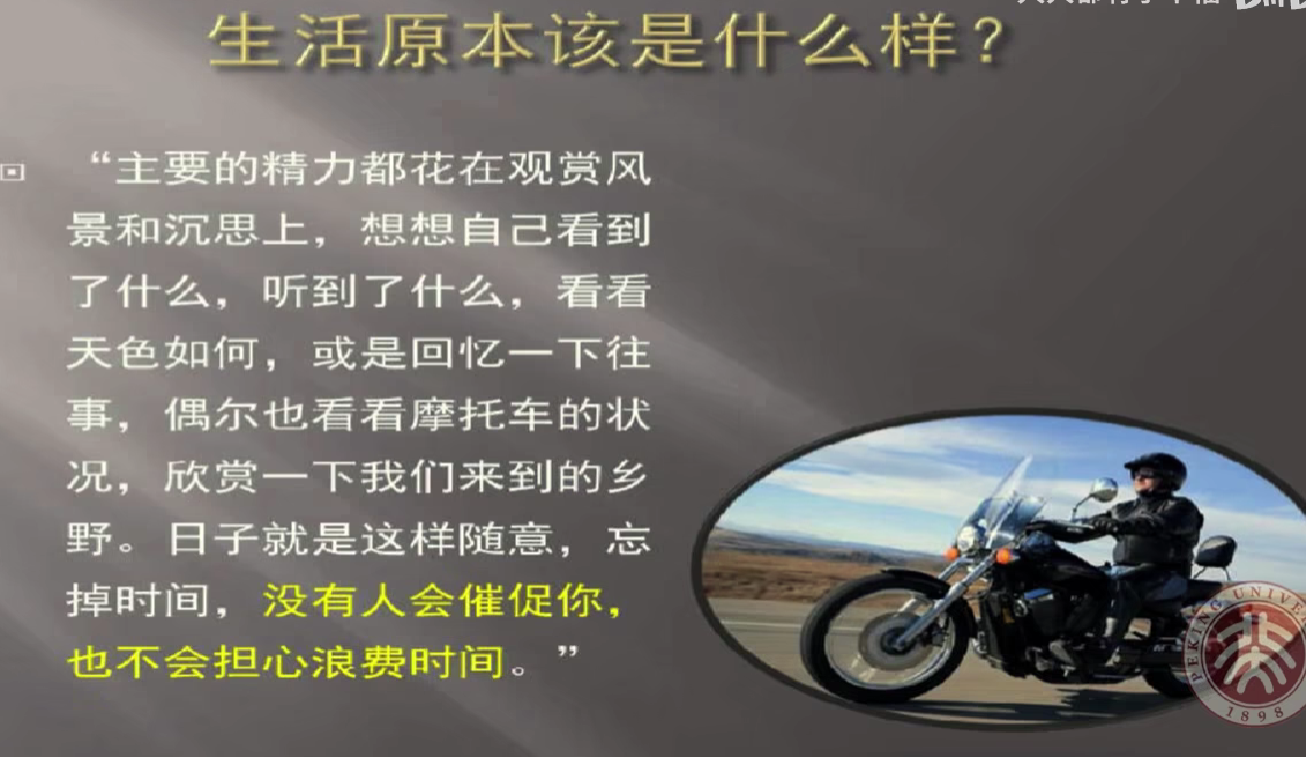 生活原本该是什么样？
“主要的精力都花在观赏风
景和沉思上，想想自己看到
了什么，听到了什么，看看
天色如何，或是回忆一下往
事，偶尔也看看摩托车的状
况，欣赏一下我们来到的乡
野。日子就是这样随意，忘
掉时间，没有人会催促你，
也不会担心浪费时间。”
PEKING UNIVER
1898